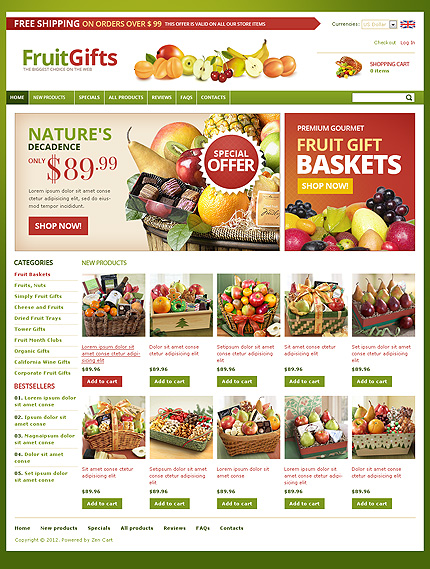 FREE SHIPPING ON ORDERS OVER $ 99 THIS OFFER IS VALID ON ALL OUR STORE ITEMS
Currencies: US Dollar
Checkout Log In
FruitGifts
THE BIGGEST CHOICE ON THE WEB
SHOPPING CART
0 items
HOME NEW PRODUCTS SPECIALS ALL PRODUCTS REVIEWS FAQS CONTACTS
NATURE'S
DECADENCE
ONLY $89.99
Lorem ipsum dolor sit amet
conse ctetur adipisicing elit,
sed do eiusmod
tempor incididunt.
SHOP NOW!
SPECIAL
OFFER
PREMIUM GOURMET
FRUIT GIFT
BASKETS
SHOP NOW!
CATEGORIES
Fruit Baskets
Fruits, Nuts
Simply Fruit Gifts
Cheese and Fruits
Dried Fruit Trays
Tower Gifts
Fruit Month Clubs
Organic Gifts
California Wine Gifts
Corporate Fruit Gifts
BESTSELLERS
01. Lorem ipsum dolor sit amet conse
02. Ipsum dolor sit amet conse
03. Magnaipsum dolor sit amet conse
04. Dolor sit amet conse
05. Set ipsum dolor sit amet conse
NEW PRODUCTS
Lorem ipsum dolor sit amet conse ctetur adipi-sicing elit
$89.96
Add to cart
Dolor sit amet conse ctetur adipisicing elit
$89.96
Add to cart
Setipsum dolor sit amet conse ctetur adipisicing elit
$89.96
Add to cart
Sit amet conse ctetur adipisicing elit
$89.96
Add to cart
Lorem ipsum dolor sit amet conse ctetur adipisicing elit
$89.96
Add to cart
Sit amet conse ctetur adipisicing elit
$89.96
Add to cart
Setipsum dolor sit amet conse ctetur adipisicing elit
$89.96
Add to cart
Sit amet conse ctetur adipisicing elit
$89.96
Add to cart
Lorem ipsum dolor sit amet conse ctetur adipisicing elit
$89.96
Add to cart
Dolor sit amet conse ctetur adipisicing elit
$89.96
Add to cart
Home New products Specials All products Reviews FAQs Contacts
Copyright © 2012. Powered by Zen Cart